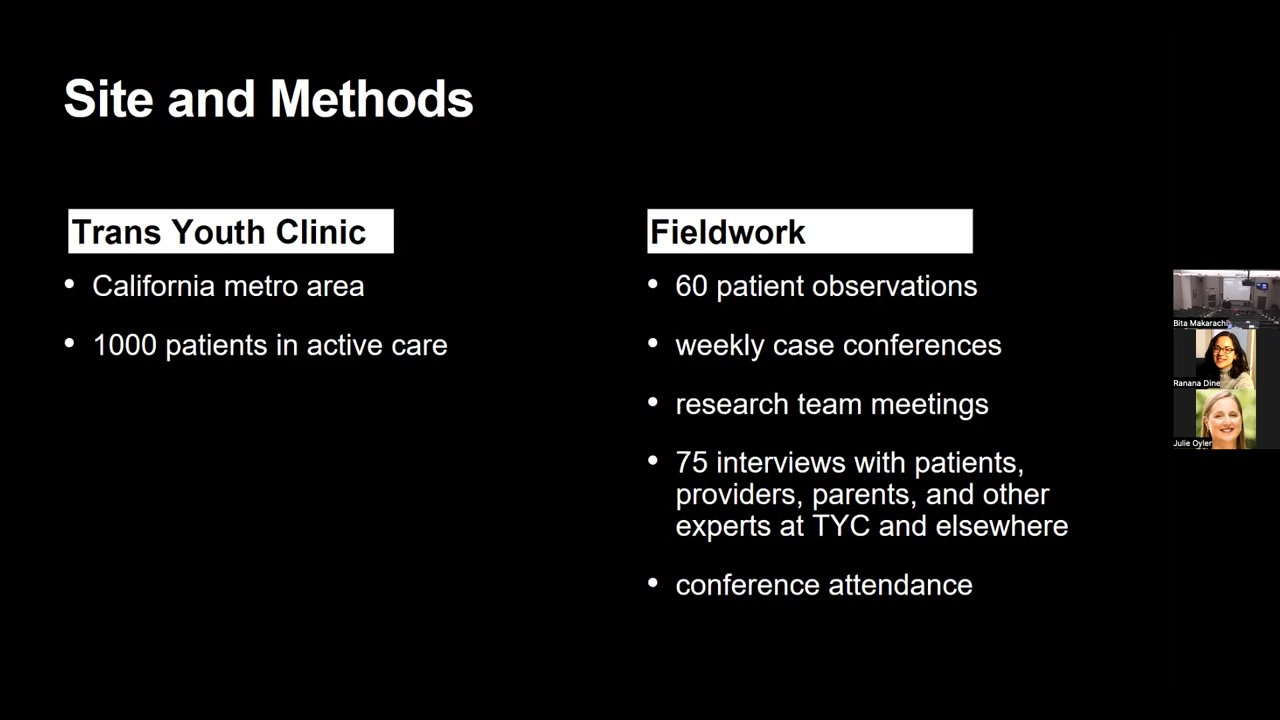 Site and Methods
Trans Youth Clinic
• California metro area
• 1000 patients in active care
Fieldwork
• 60 patient observations
• weekly case conferences
• research team meetings
• 75 interviews with patients,
providers, parents, and other
experts at TYC and elsewhere
• conference attendance
Bita Makarachi
Ranana Dine
Julie Oyler